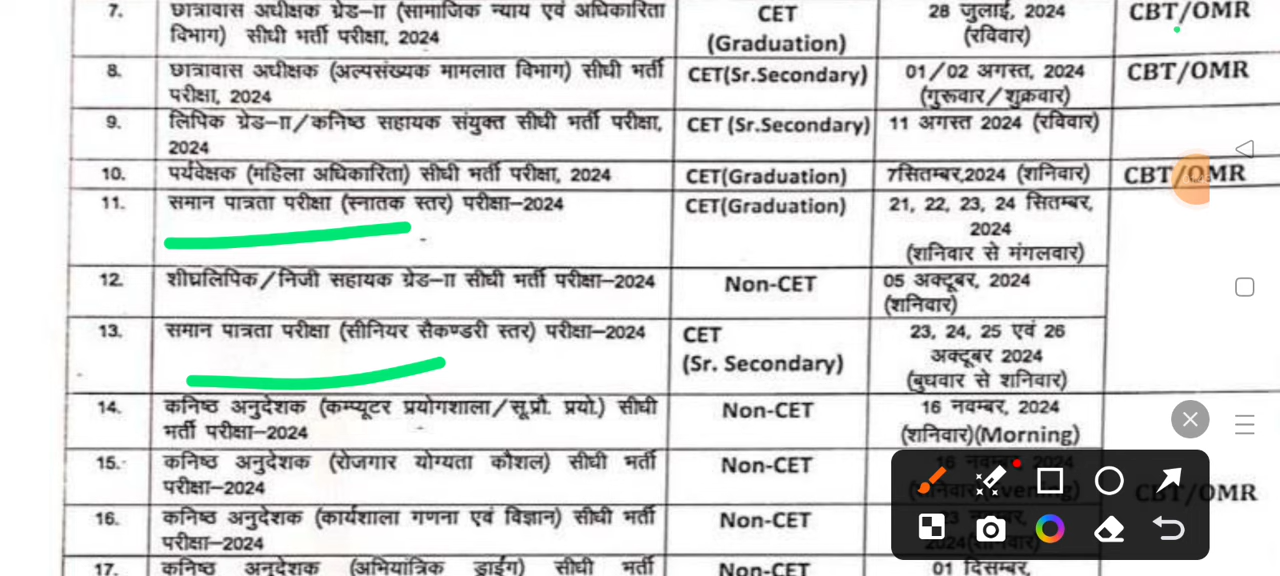 7. छात्रावास अधीक्षक ग्रेड–II (सामाजिक न्याय एवं अधिकारिता CET 28 जुलाई, 2024 CBT/OMR
विभाग) सीधी भर्ती परीक्षा, 2024 (Graduation) (रविवार)
8. छात्रावास अधीक्षक (अल्पसंख्यक मामलात विभाग) सीधी भर्ती CET(Sr.Secondary) 01/02 अगस्त, 2024 CBT/OMR
परीक्षा, 2024 (गुरूवार/शुक्रवार)
9. लिपिक ग्रेड–II/कनिष्ठ सहायक संयुक्त सीधी भर्ती परीक्षा, CET (Sr.Secondary) 11 अगस्त 2024 (रविवार)
2024
10. पर्यवेक्षक (महिला अधिकारिता) सीधी भर्ती परीक्षा, 2024 CET(Graduation) 7सितम्बर,2024 (शनिवार) CBT/OMR
11. समान पात्रता परीक्षा (स्नातक स्तर) परीक्षा–2024 CET(Graduation) 21, 22, 23, 24 सितम्बर,
2024
(शनिवार से मंगलवार)
12. शीघ्रलिपिक/निजी सहायक ग्रेड–II सीधी भर्ती परीक्षा–2024 Non-CET 05 अक्टूबर, 2024
(शनिवार)
13. समान पात्रता परीक्षा (सीनियर सैकण्डरी स्तर) परीक्षा–2024 CET 23, 24, 25 एवं 26
(Sr. Secondary) अक्टूबर 2024
(बुघवार से शनिवार)
14. कनिष्ठ अनुदेशक (कम्प्यूटर प्रयोगशाला/सू.प्रौ. प्रयो.) सीधी Non-CET 16 नवम्बर, 2024
भर्ती परीक्षा–2024 (शनिवार)(Morning)
15. कनिष्ठ अनुदेशक (रोजगार योग्यता कौशल) सीधी भर्ती Non-CET 16 नवम्बर 2024
परीक्षा–2024 CBT/OMR
16. कनिष्ठ अनुदेशक (कार्यशाला गणना एवं विज्ञान) सीधी भर्ती Non-CET
परीक्षा–2024 2024(शनिवार)
17. कनिष्ठ अनुदेशक (अभियांत्रिक ड्राईंग) सीधी भर्ती Non-CET 01 दिसम्बर,